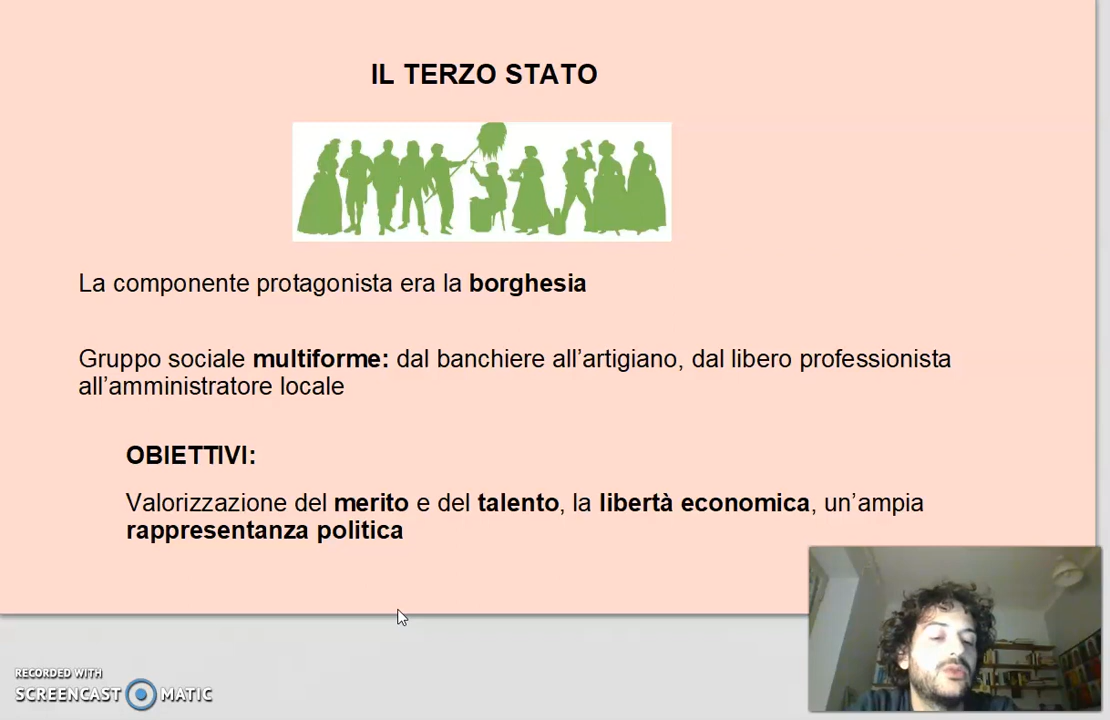 IL TERZO STATO
La componente protagonista era la borghesia
Gruppo sociale multiforme: dal banchiere all’artigiano, dal libero professionista
all’amministratore locale
OBIETTIVI:
Valorizzazione del merito e del talento, la libertà economica, un’ampia
rappresentanza politica
RECORDED WITH
SCREENCAST MATIC